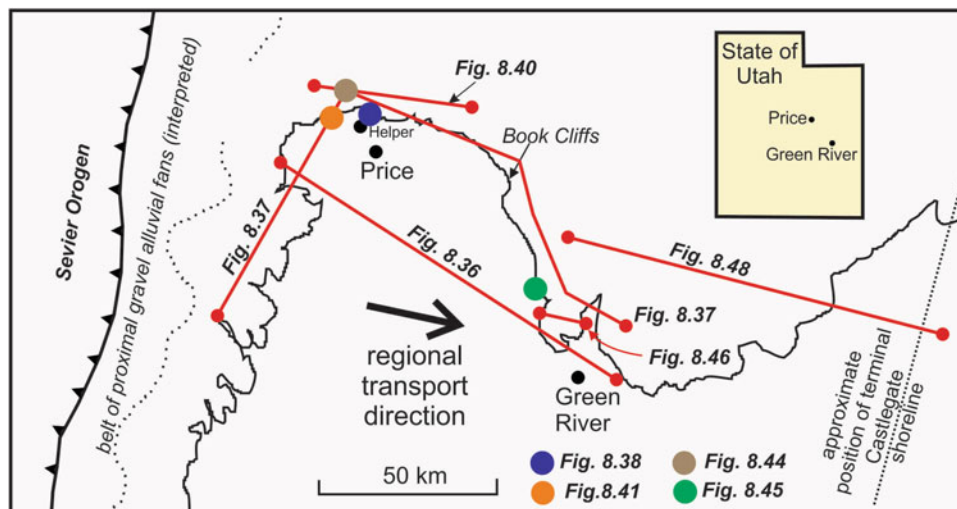 Sevier Orogen
belt of proximal gravel alluvial fans (interpreted)
Fig. 8.40
State of
Utah
Price
Green River
Helper
Price
Book Cliffs
Fig. 8.37
Fig. 8.36
Fig. 8.48
Fig. 8.37
Fig. 8.46
regional
transport
direction
Green
River
approximate
position of terminal
Castlegate
shoreline
50 km
Fig. 8.38
Fig. 8.44
Fig.8.41
Fig. 8.45